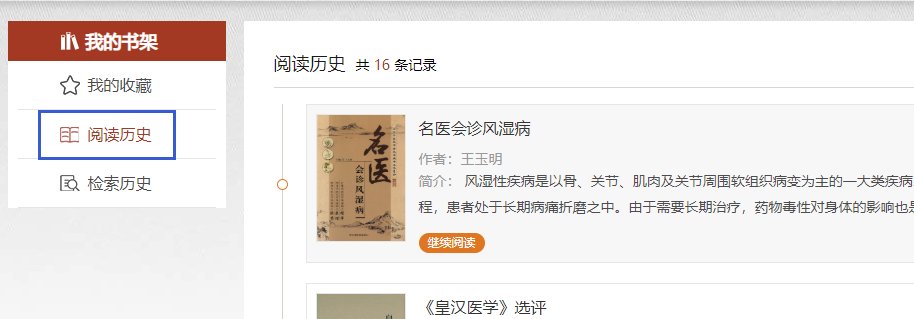 我的书架
我的收藏
阅读历史
检索历史
阅读历史 共 16 条记录
名医
会诊风湿病
名医会诊风湿病
作者：王玉明
简介： 风湿性疾病是以骨、关节、肌肉及关节周围软组织病变为主的一大类疾病
程，患者处于长期病痛折磨之中。由于需要长期治疗，药物毒性对身体的影响也是
继续阅读
《皇汉医学》选评